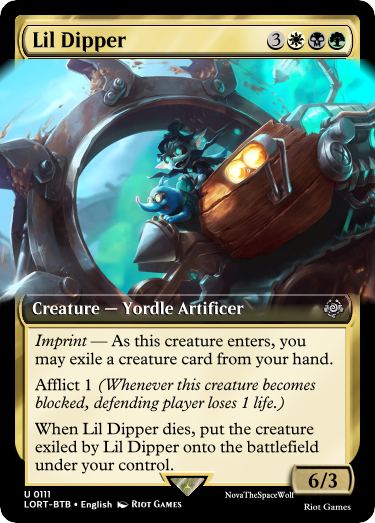 Lil Dipper 3
Creature — Yordle Artificer
Imprint — As this creature enters, you
may exile a creature card from your hand.
Afflict 1 (Whenever this creature becomes
blocked, defending player loses 1 life.)
When Lil Dipper dies, put the creature
exiled by Lil Dipper onto the battlefield
under your control.
6/3
U 0111
LORT-BTB • English RIOT GAMES
NovaTheSpaceWolf
Riot Games